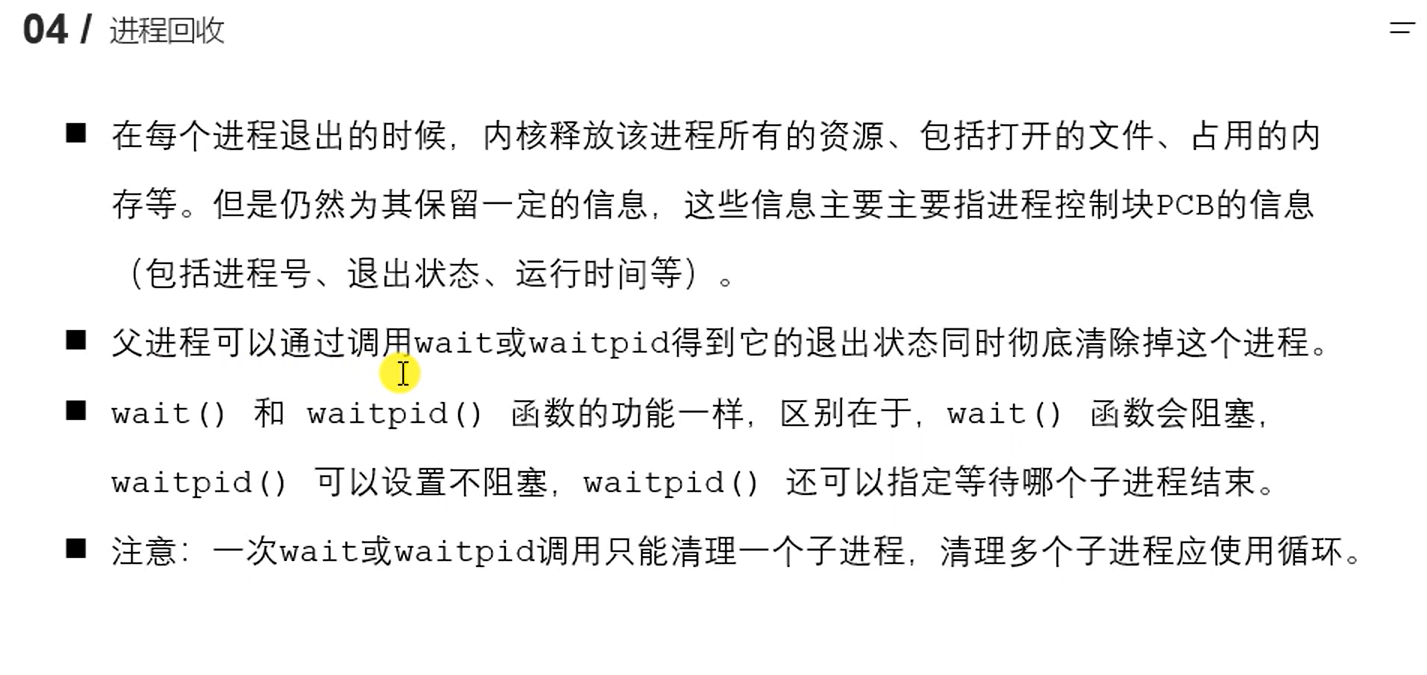 04 / 进程回收
■ 在每个进程退出的时候，内核释放该进程所有的资源、包括打开的文件、占用的内
存等。但是仍然为其保留一定的信息，这些信息主要主要指进程控制块PCB的信息
（包括进程号、退出状态、运行时间等）。
■ 父进程可以通过调用wait或waitpid得到它的退出状态同时彻底清除掉这个进程。
■ wait() 和 waitpid() 函数的功能一样，区别在于，wait() 函数会阻塞，
waitpid() 可以设置不阻塞，waitpid() 还可以指定等待哪个子进程结束。
■ 注意：一次wait或waitpid调用只能清理一个子进程，清理多个子进程应使用循环。